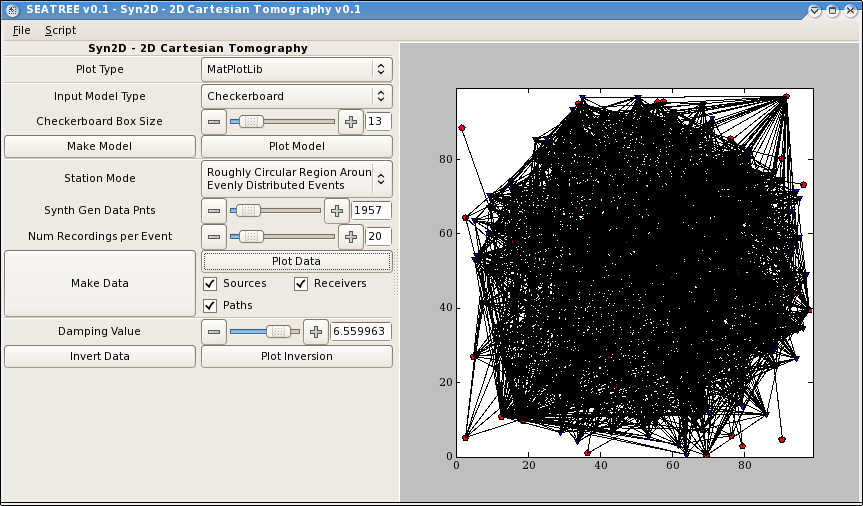 SEATREE v0.1 - Syn2D - 2D Cartesian Tomography v0.1
File Script
Syn2D - 2D Cartesian Tomography
Plot Type MatPlotLib
Input Model Type Checkerboard
Checkerboard Box Size 13
Make Model Plot Model
Station Mode Roughly Circular Region Aroun
Evenly Distributed Events
Synth Gen Data Pnts 1957
Num Recordings per Event 20
Plot Data
Make Data Sources Receivers
Paths
Damping Value 6.559963
Invert Data Plot Inversion
80
60
40
20
0
0 20 40 60 80